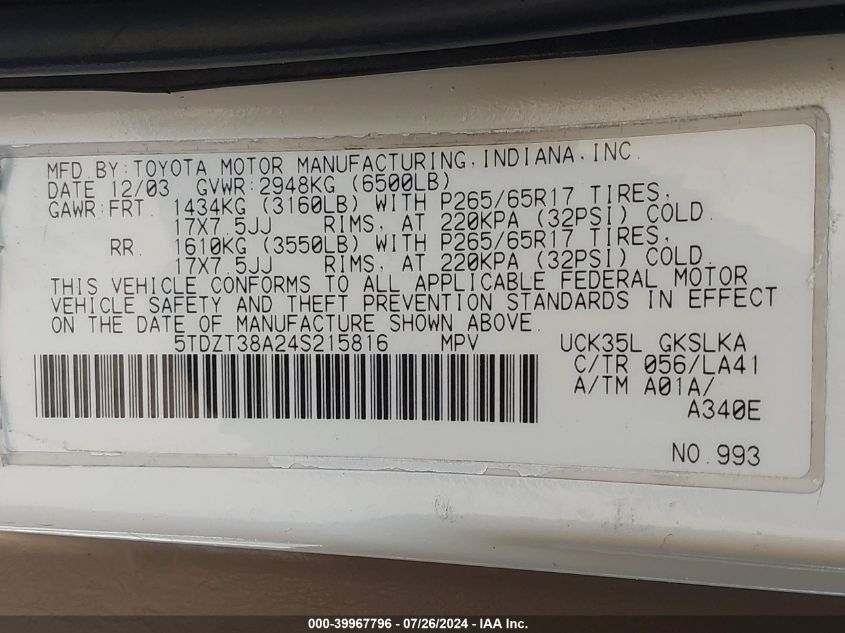 MFD. BY: TOYOTA MOTOR MANUFACTURING, INDIANA, INC.
DATE 12/03 GVWR: 2948KG (6500LB)
GAWR: FRT. 1434KG (3160LB) WITH P265/65R17 TIRES,
17X7.5JJ RIMS, AT 220KPA (32PSI) COLD.
RR. 1610KG (3550LB) WITH P265/65R17 TIRES,
17X7.5JJ RIMS, AT 220KPA (32PSI) COLD.
THIS VEHICLE CONFORMS TO ALL APPLICABLE FEDERAL MOTOR
VEHICLE SAFETY AND THEFT PREVENTION STANDARDS IN EFFECT
ON THE DATE OF MANUFACTURE SHOWN ABOVE.
5TDZT38A24S215816 MPV UCK35L GKSLKA
C/TR 056/LA41
A/TM A01A/
A340E
NO. 993
000-39967796 - 07/26/2024 - IAA Inc.